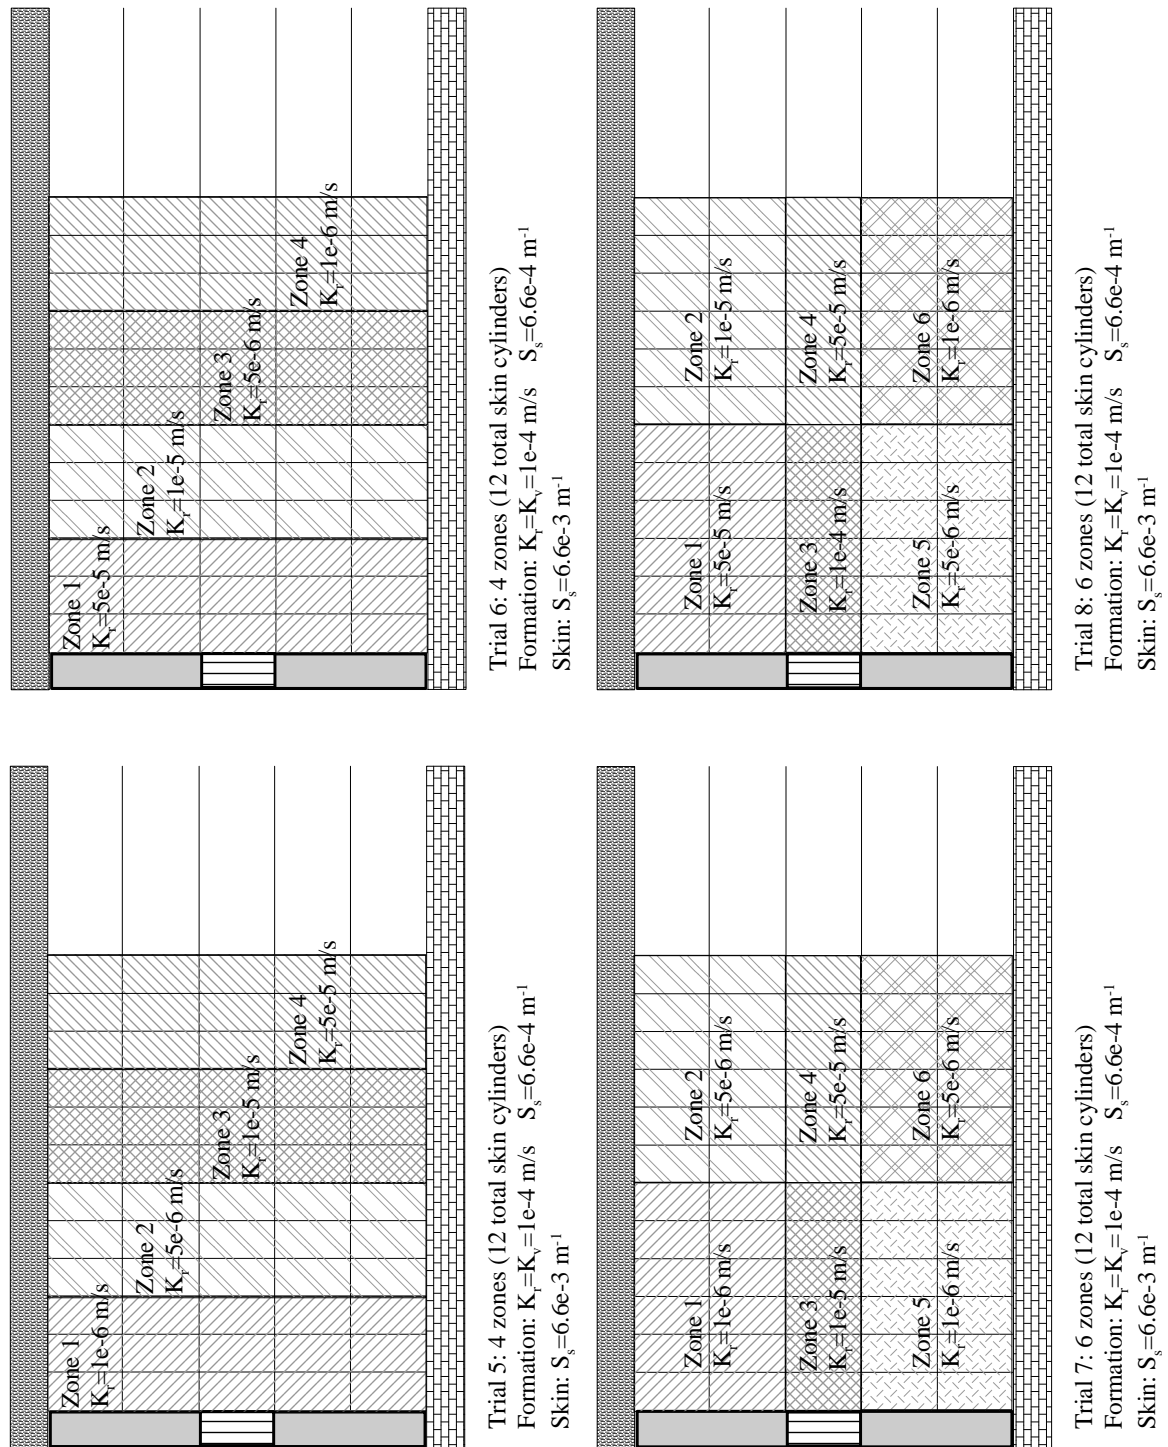 Zone 1
K_r=1e-6 m/s
Zone 2
K_r=5e-6 m/s
Zone 3
K_r=1e-5 m/s
Zone 4
K_r=5e-5 m/s
Trial 5: 4 zones (12 total skin cylinders)
Formation: K_r=K_v=1e-4 m/s S_s=6.6e-4 m^-1
Skin: S_s=6.6e-3 m^-1
Zone 1
K_r=5e-5 m/s
Zone 2
K_r=1e-5 m/s
Zone 3
K_r=5e-6 m/s
Zone 4
K_r=1e-6 m/s
Trial 6: 4 zones (12 total skin cylinders)
Formation: K_r=K_v=1e-4 m/s S_s=6.6e-4 m^-1
Skin: S_s=6.6e-3 m^-1
Zone 1
K_r=1e-6 m/s
Zone 2
K_r=5e-6 m/s
Zone 3
K_r=1e-5 m/s
Zone 4
K_r=5e-5 m/s
Zone 5
K_r=1e-6 m/s
Zone 6
K_r=5e-6 m/s
Trial 7: 6 zones (12 total skin cylinders)
Formation: K_r=K_v=1e-4 m/s S_s=6.6e-4 m^-1
Skin: S_s=6.6e-3 m^-1
Zone 1
K_r=5e-5 m/s
Zone 2
K_r=1e-5 m/s
Zone 3
K_r=1e-4 m/s
Zone 4
K_r=5e-5 m/s
Zone 5
K_r=5e-6 m/s
Zone 6
K_r=1e-6 m/s
Trial 8: 6 zones (12 total skin cylinders)
Formation: K_r=K_v=1e-4 m/s S_s=6.6e-4 m^-1
Skin: S_s=6.6e-3 m^-1